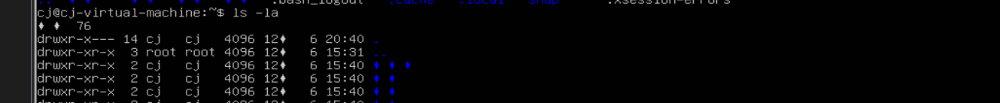 .. .bash_logout .cache .local snap .xsession-errors
cj@cj-virtual-machine:~$ ls -la
♦ ♦ 76
drwxr-x--- 14 cj cj 4096 12♦ 6 20:40 .
drwxr-xr-x 3 root root 4096 12♦ 6 15:31 ..
drwxr-xr-x 2 cj cj 4096 12♦ 6 15:40 ♦ ♦ ♦
drwxr-xr-x 2 cj cj 4096 12♦ 6 15:40 ♦ ♦
drwxr-xr-x 2 cj cj 4096 12♦ 6 15:40 ♦ ♦